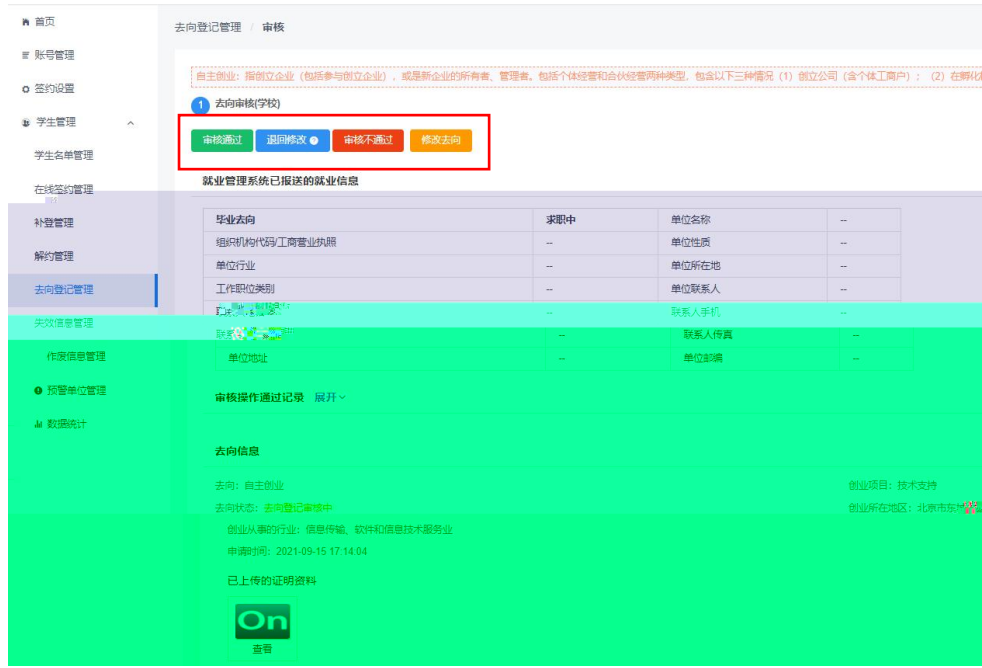 首页
账号管理
签约设置
学生管理
学生名单管理
在线签约管理
补登管理
解约管理
去向登记管理
失效信息管理
作废信息管理
预警单位管理
数据统计
去向登记管理 / 审核
自主创业：指创立企业（包括参与创立企业），或是新企业的所有者、管理者。包括个体经营和合伙经营两种类型，包含以下三种情况（1）创立公司（含个体工商户）；（2）在孵化
1 去向审核(学校)
审核通过 退回修改 审核不通过 修改去向
就业管理系统已报送的就业信息
毕业去向 求职中 单位名称 --
组织机构代码/工商营业执照 -- 单位性质 --
单位行业 -- 单位所在地 --
工作职位类别 -- 单位联系人 --
-- 联系人手机 --
-- 联系人传真 --
单位地址 -- 单位邮编 --
审核操作通过记录 展开
去向信息
去向：自主创业 创业项目：技术支持
去向状态：去向登记审核中 创业所在地区：北京市东
创业从事的行业：信息传输、软件和信息技术服务业
申请时间：2021-09-15 17:14:04
已上传的证明资料
On
查看